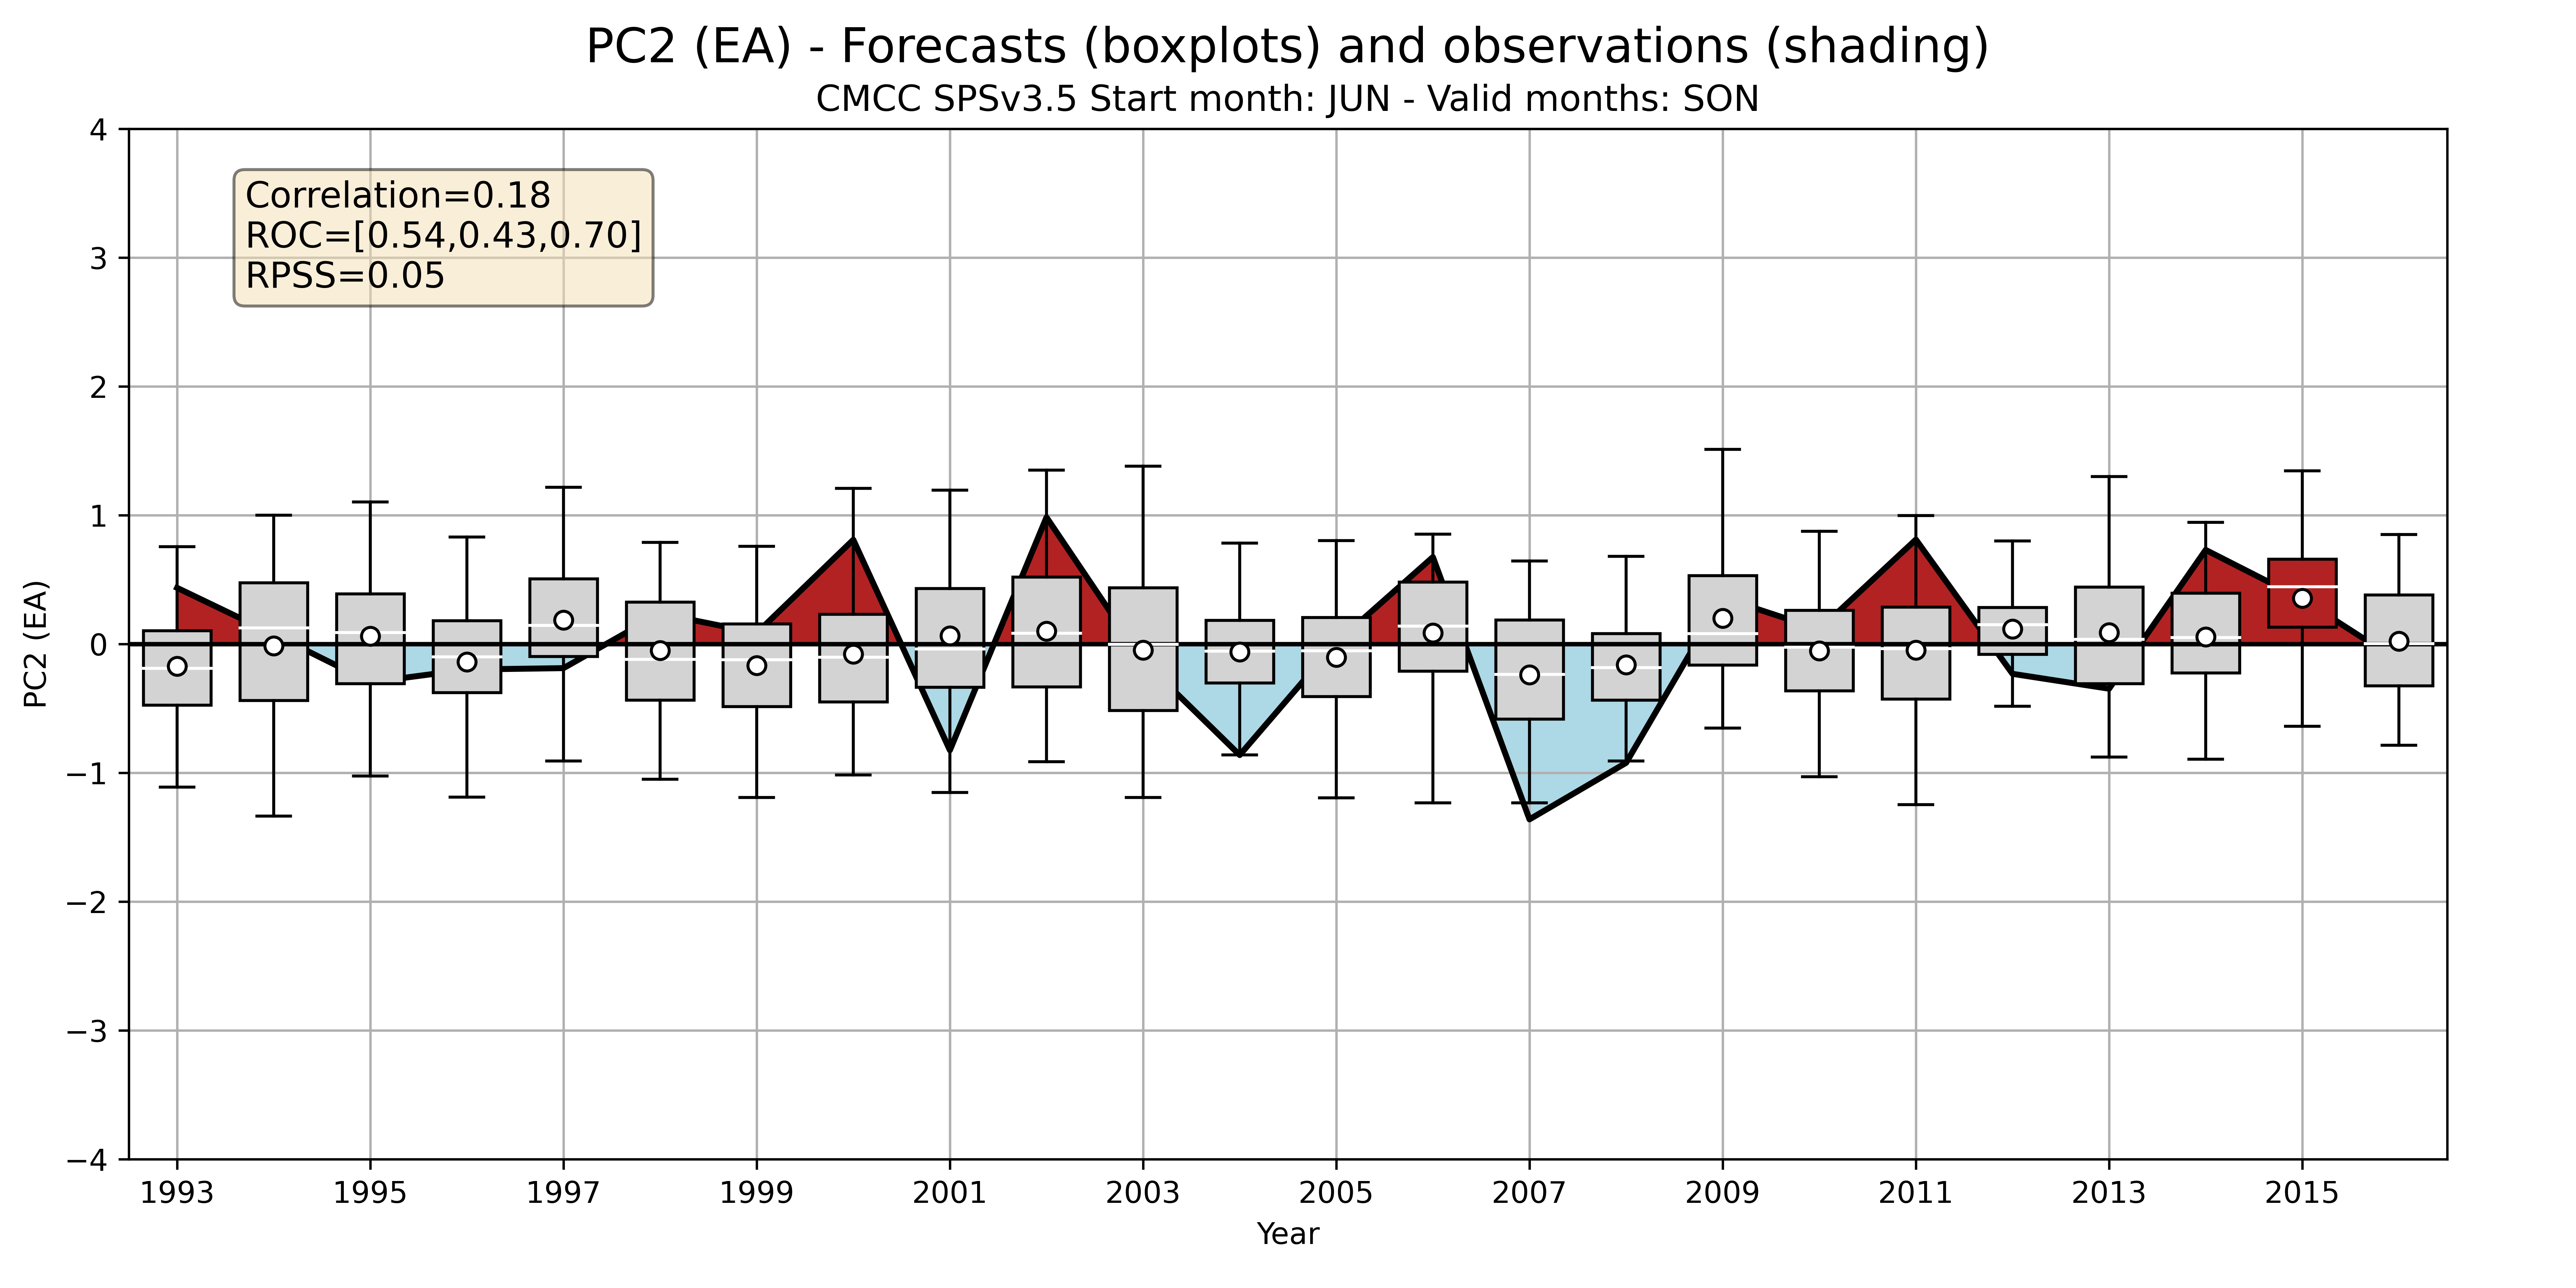 PC2 (EA) - Forecasts (boxplots) and observations (shading)
CMCC SPSv3.5 Start month: JUN - Valid months: SON
Correlation=0.18
ROC=[0.54,0.43,0.70]
RPSS=0.05
PC2 (EA)
4
3
2
1
0
−1
−2
−3
−4
1993 1995 1997 1999 2001 2003 2005 2007 2009 2011 2013 2015
Year